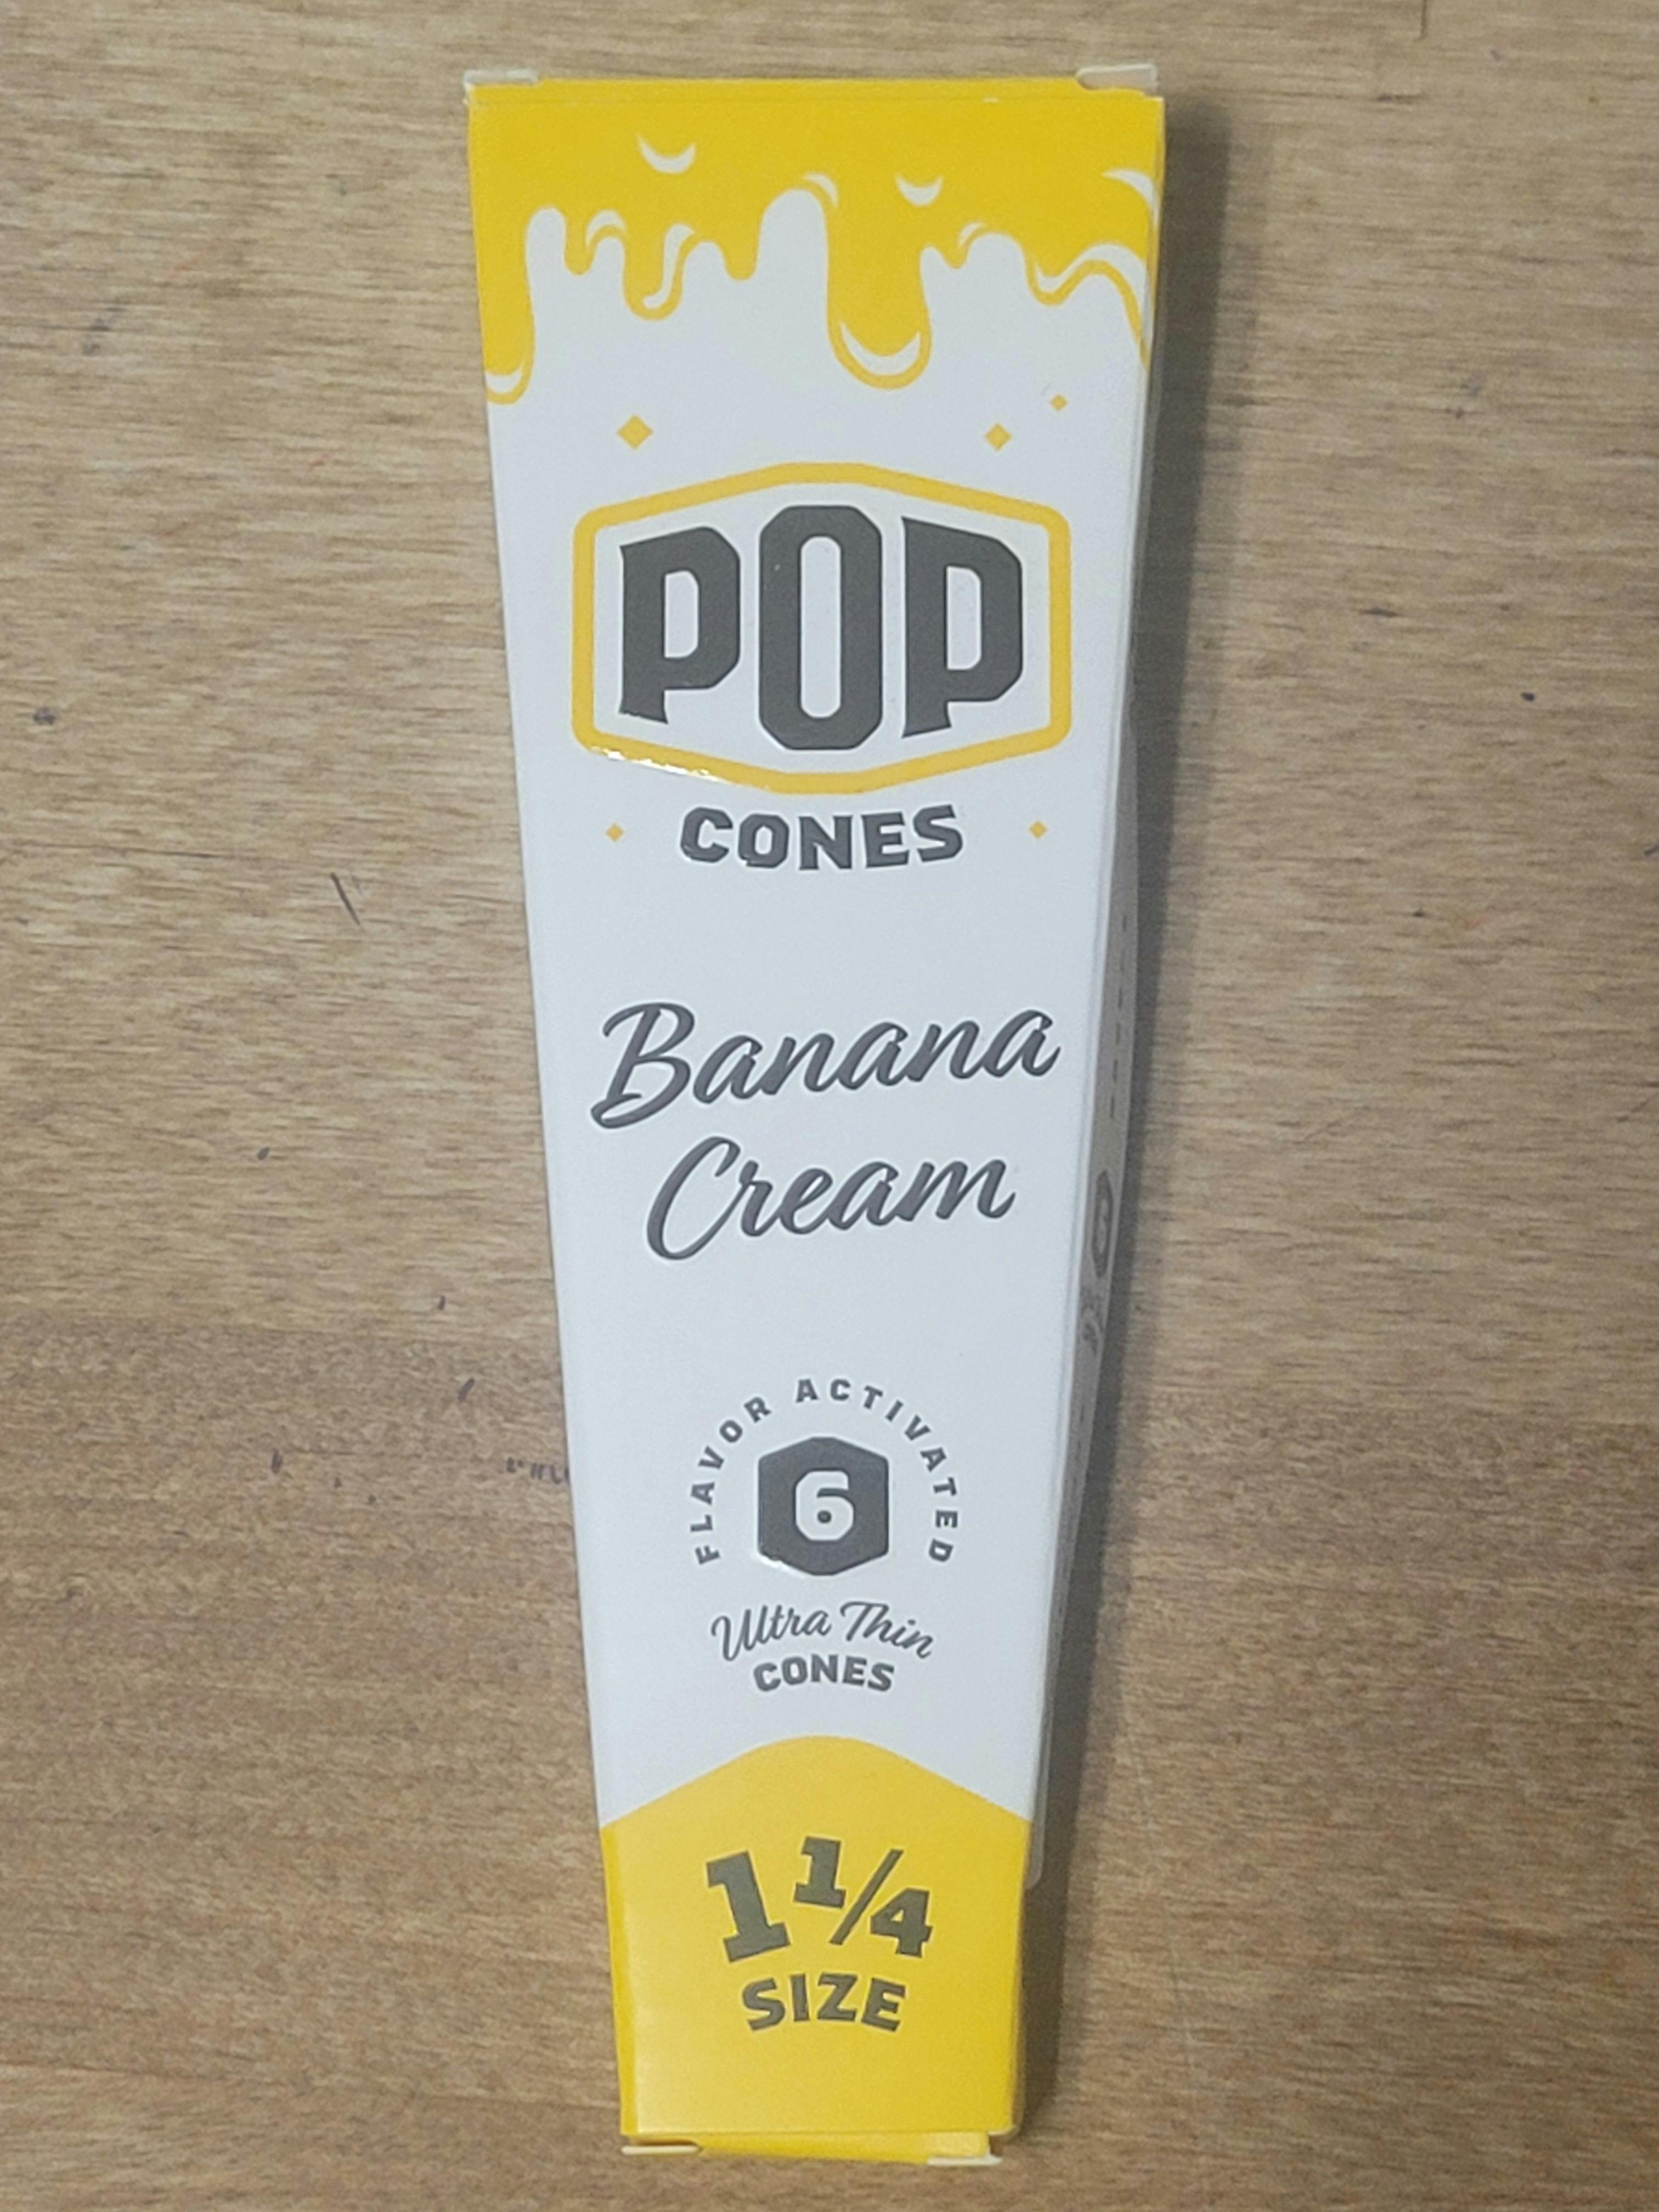 POP
CONES
Banana
Cream
FLAVOR ACTIVATED
6
Ultra Thin
CONES
1 1/4
SIZE